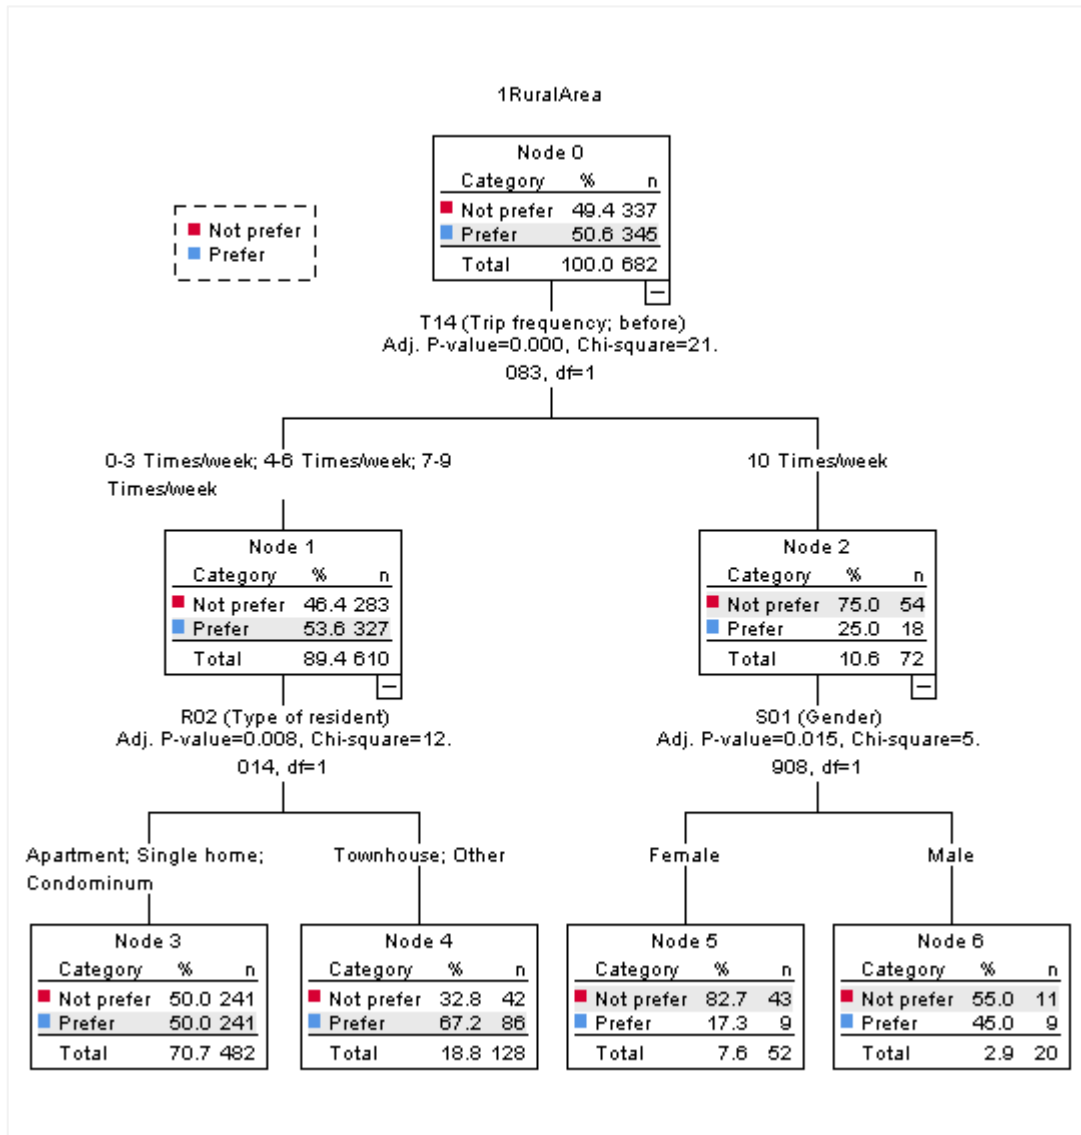 1RuralArea
Node 0
Category % n
Not prefer 49.4 337
Prefer 50.6 345
Total 100.0 682
Not prefer
Prefer
T14 (Trip frequency; before)
Adj. P-value=0.000, Chi-square=21.
083, df=1
0-3 Times/week; 4-6 Times/week; 7-9
Times/week
10 Times/week
Node 1
Category % n
Not prefer 46.4 283
Prefer 53.6 327
Total 89.4 610
Node 2
Category % n
Not prefer 75.0 54
Prefer 25.0 18
Total 10.6 72
R02 (Type of resident)
Adj. P-value=0.008, Chi-square=12.
014, df=1
S01 (Gender)
Adj. P-value=0.015, Chi-square=5.
908, df=1
Apartment; Single home;
Condominum
Townhouse; Other
Female
Male
Node 3
Category % n
Not prefer 50.0 241
Prefer 50.0 241
Total 70.7 482
Node 4
Category % n
Not prefer 32.8 42
Prefer 67.2 86
Total 18.8 128
Node 5
Category % n
Not prefer 82.7 43
Prefer 17.3 9
Total 7.6 52
Node 6
Category % n
Not prefer 55.0 11
Prefer 45.0 9
Total 2.9 20